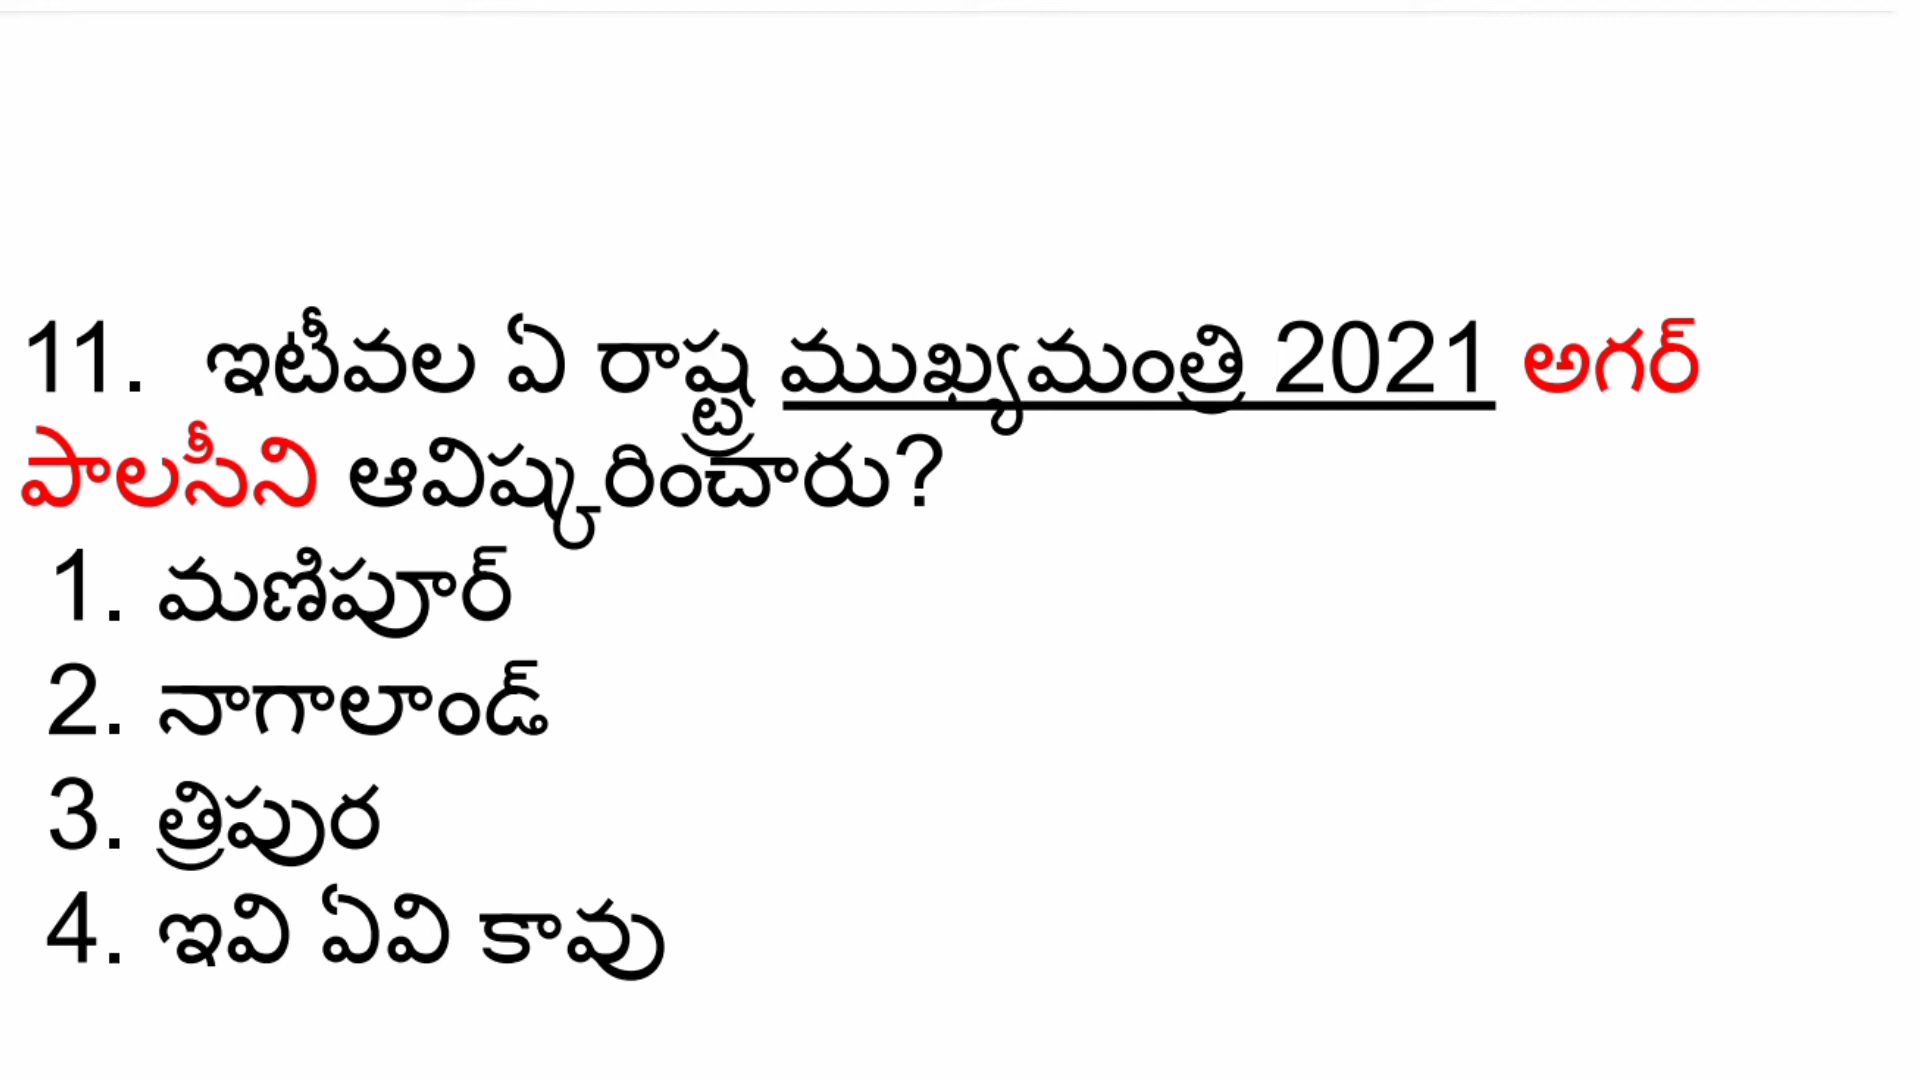 11. ఇటీవల ఏ రాష్ట్ర ముఖ్యమంత్రి 2021 అగర్
పాలసీని ఆవిష్కరించారు?
1. మణిపూర్
2. నాగాలాండ్
3. త్రిపుర
4. ఇవి ఏవి కావు